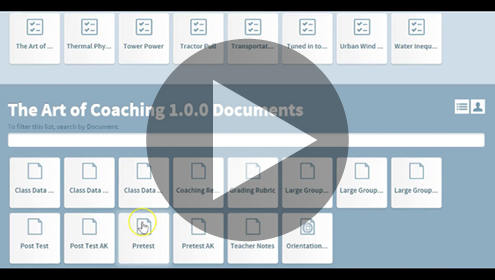 The Art of ... Thermal Phy... Tower Power Tractor Pull Transportat... Tuned in to... Urban Wind ... Water Inequ...
The Art of Coaching 1.0.0 Documents
To filter this list, search by Document.
Class Data ... Class Data ... Class Data ... Coaching Re... Grading Rubric Large Group... Large Group... Large Group...
Post Test Post Test AK Pretest Pretest AK Teacher Notes Orientation...